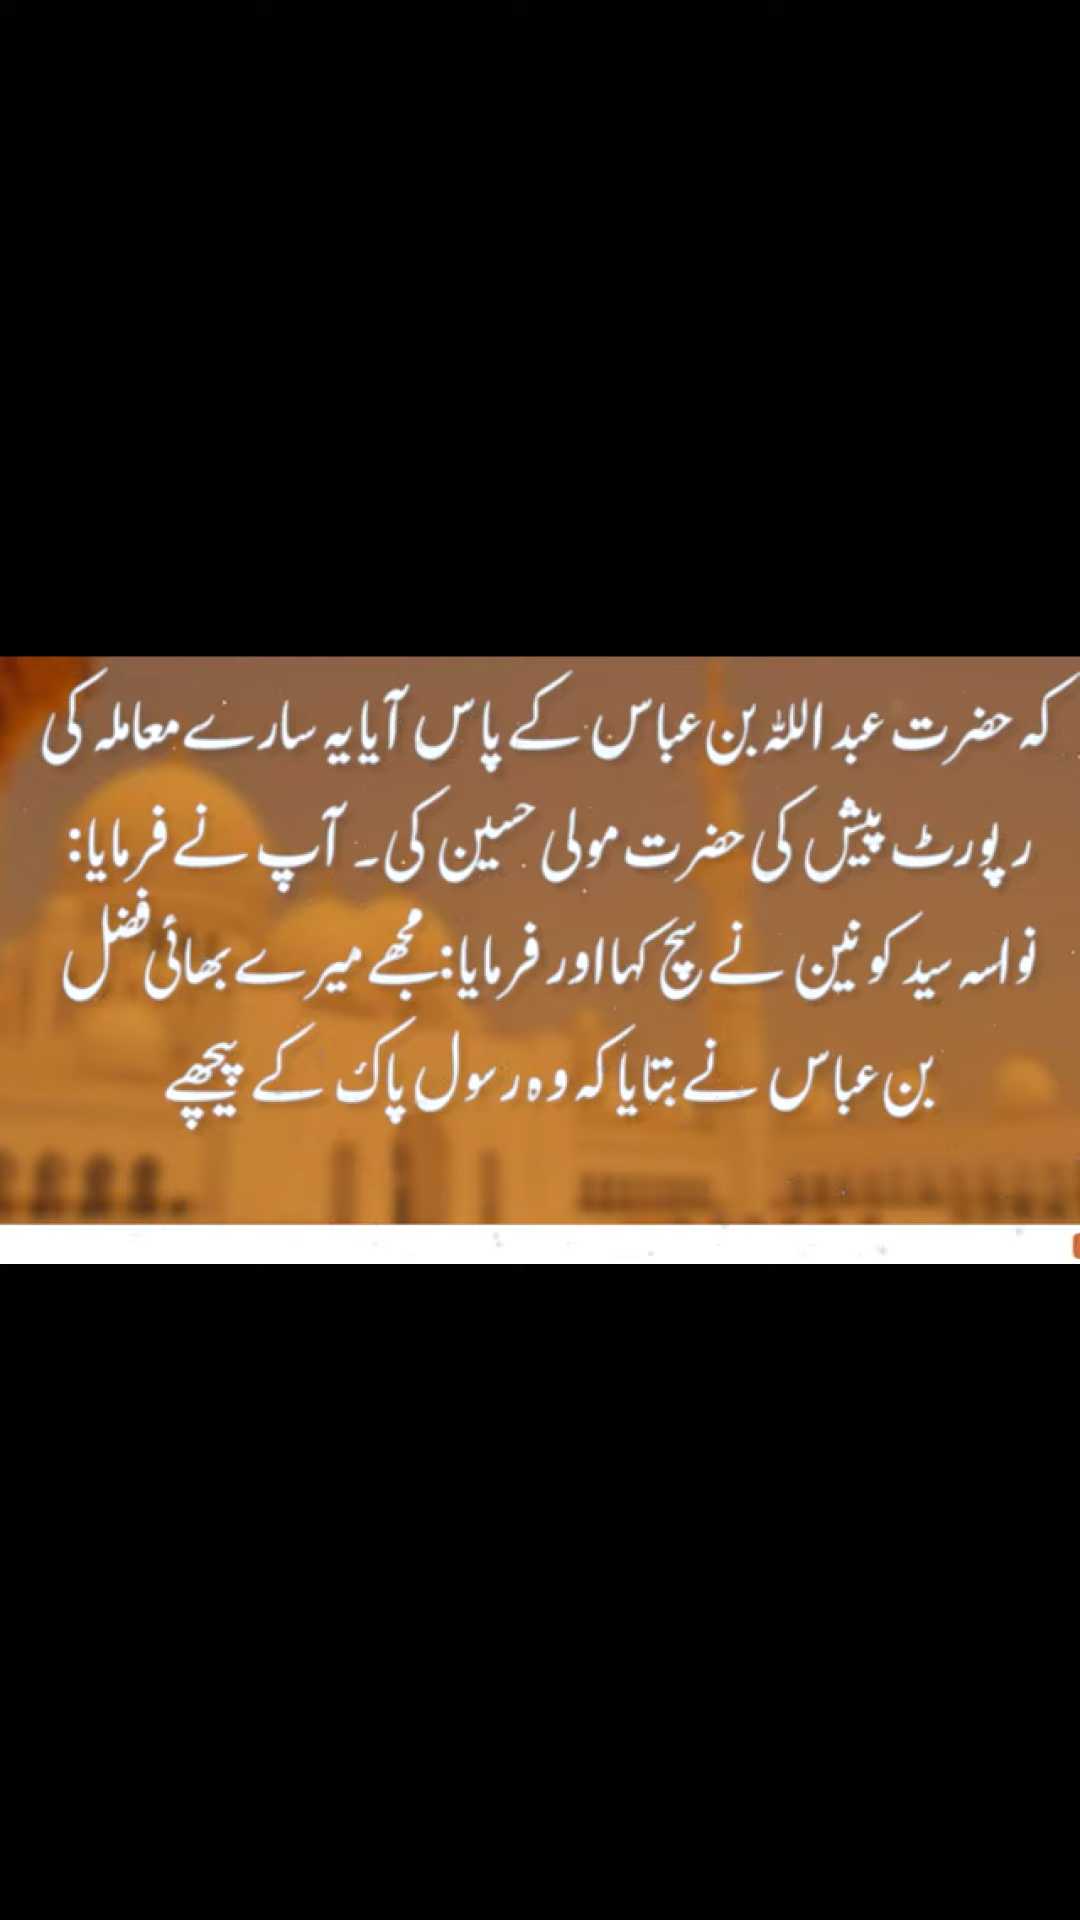 کہ حضرت عبد اللہ بن عباس کے پاس آیا یہ سارے معاملہ کی
رپورٹ پیش کی حضرت مولی حسین کی۔ آپ نے فرمایا:
نواسہ سید کونین نے سچ کہا اور فرمایا: مجھے میرے بھائی فضل
بن عباس نے بتایا کہ وہ رسول پاک کے پیچھے